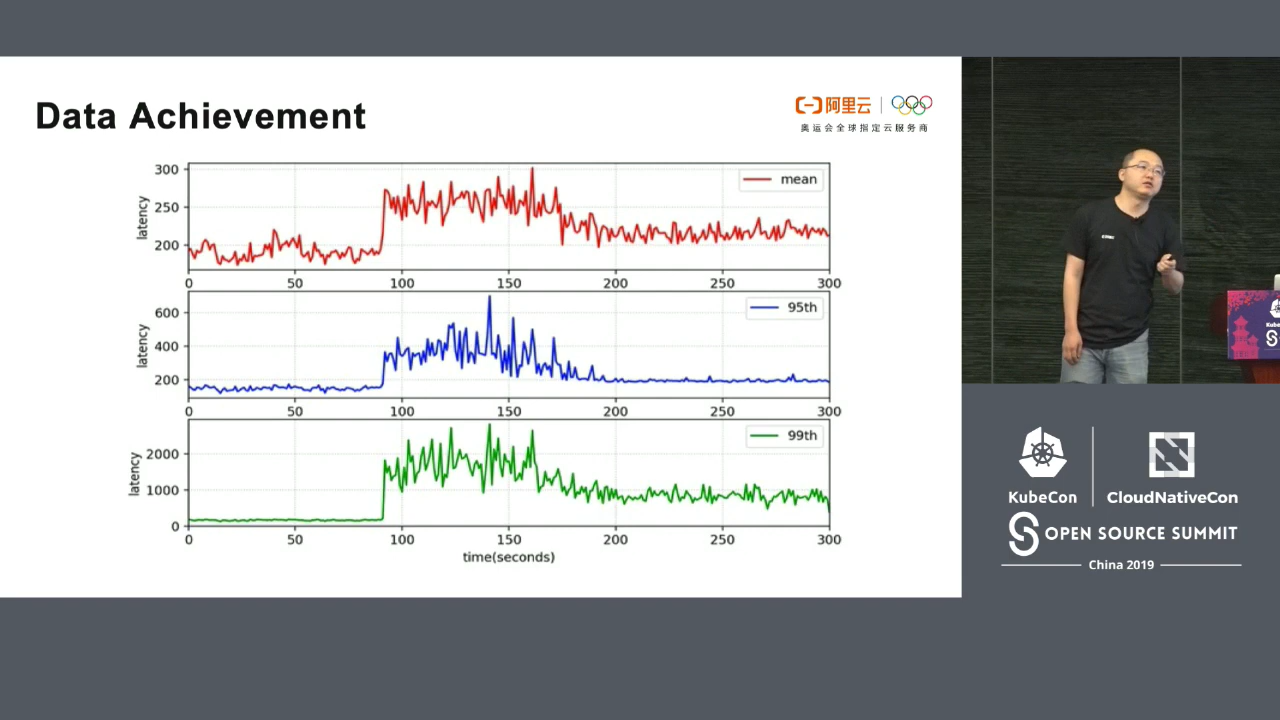 Data Achievement
阿里云
奥运会全球指定云服务商
300
250
200
latency
mean
0 50 100 150 200 250 300
600
400
200
latency
95th
0 50 100 150 200 250 300
2000
1000
0
latency
99th
0 50 100 150 200 250 300
time(seconds)
KubeCon
CloudNativeCon
OPEN SOURCE SUMMIT
China 2019